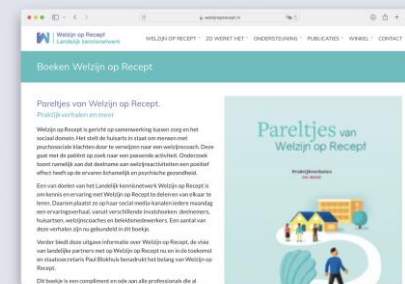 welzijnoprecept.nl
Welzijn op Recept
Landelijk kennisnetwerk
WELZIJN OP RECEPT ZO WERKT HET ONDERSTEUNING PUBLICATIES WINKEL CONTACT
Boeken Welzijn op Recept
Pareltjes van Welzijn op Recept.
Praktijkverhalen en meer
Welzijn op Recept is gericht op samenwerking tussen zorg en het
sociaal domein. Het stelt de huisarts in staat om mensen met
psychosociale klachten door te verwijzen naar een welzijnscoach. Deze
gaat met de patiënt op zoek naar een passende activiteit. Onderzoek
toont namelijk aan dat deelname aan welzijnsactiviteiten een positief
effect heeft op de ervaren lichamelijk en psychische gezondheid.
Een van doelen van het Landelijk kennisnetwerk Welzijn op Recept is
om kennis en ervaring met Welzijn op Recept te delen en van elkaar te
leren. Daarom plaatst ze op haar social media-kanalen iedere maandag
een ervaringsverhaal, vanuit verschillende invalshoeken: deelnemers,
huisartsen, welzijnscoaches en beleidsmedewerkers. Een aantal van
deze verhalen zijn nu gebundeld in dit boekje.
Verder biedt deze uitgave informatie over Welzijn op Recept, de visie
van landelijke partners met op Welzijn op Recept nu en in de toekomst
en staatssecretaris Paul Blokhuis benadrukt het belang van Welzijn op
Recept.
Dit boekje is een compliment en ode aan alle professionals die al
Pareltjes van
Welzijn op Recept
Praktijkverhalen
en meer